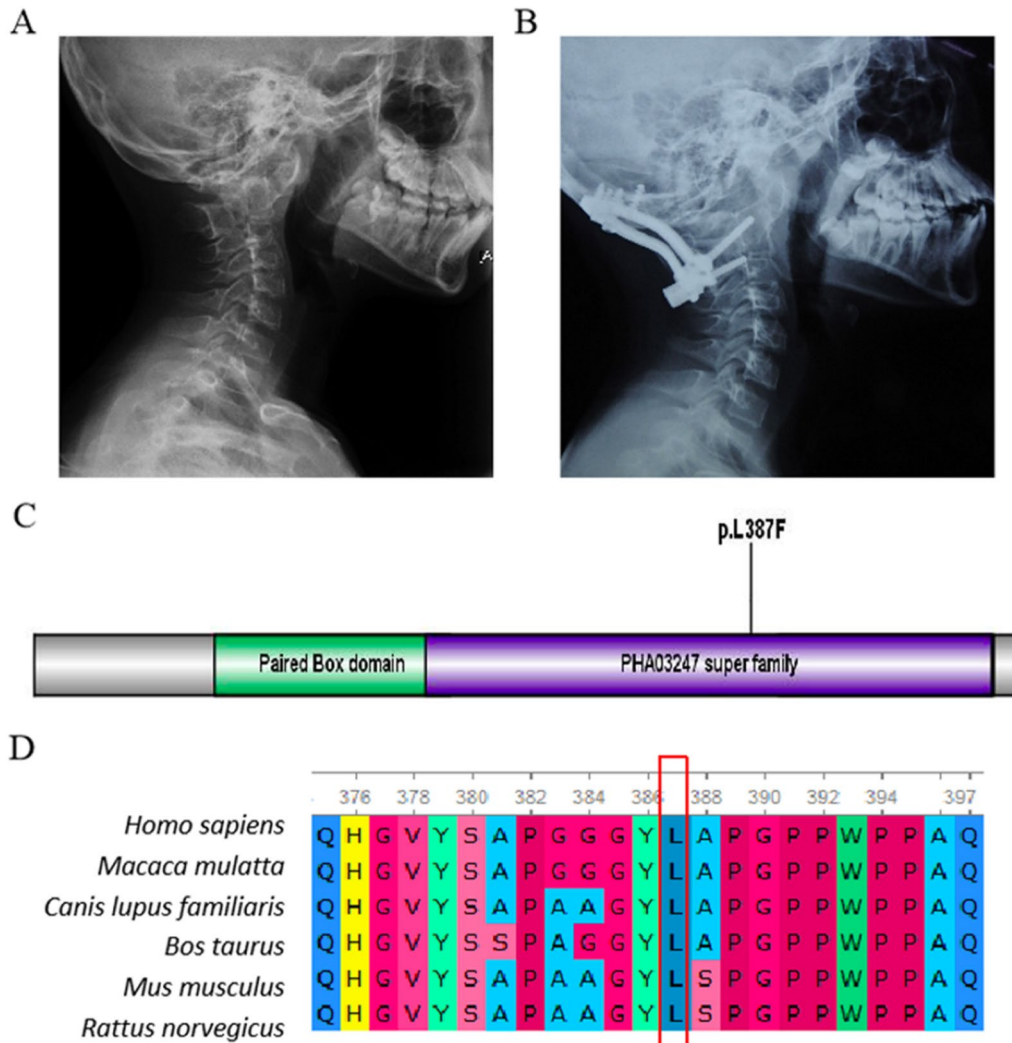 A
B
A
C
p.L387F
Paired Box domain
PHA03247 super family
D
376 378 380 382 384 386 388 390 392 394 397
Homo sapiens Q H G V Y S A P G G G Y L A P G P P W P P A Q
Macaca mulatta Q H G V Y S A P G G G Y L A P G P P W P P A Q
Canis lupus familiaris Q H G V Y S A P A A G Y L A P G P P W P P A Q
Bos taurus Q H G V Y S S P A G G Y L A P G P P W P P A Q
Mus musculus Q H G V Y S A P A A G Y L S P G P P W P P A Q
Rattus norvegicus Q H G V Y S A P A A G Y L S P G P P W P P A Q